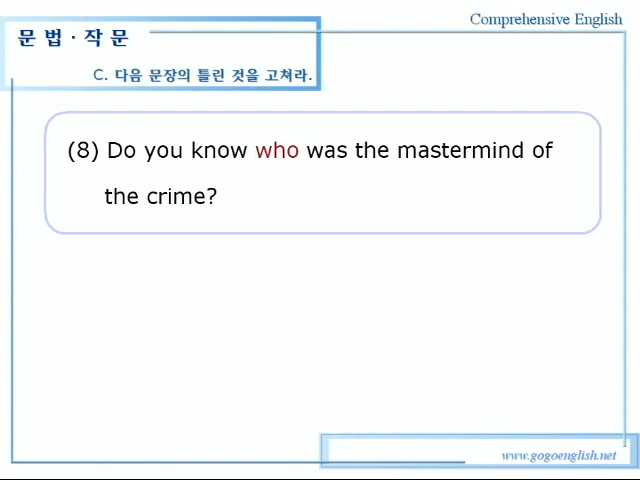 Comprehensive English
문 법 · 작 문
C. 다음 문장의 틀린 것을 고쳐라.
(8) Do you know who was the mastermind of
the crime?
www.gogoenglish.net